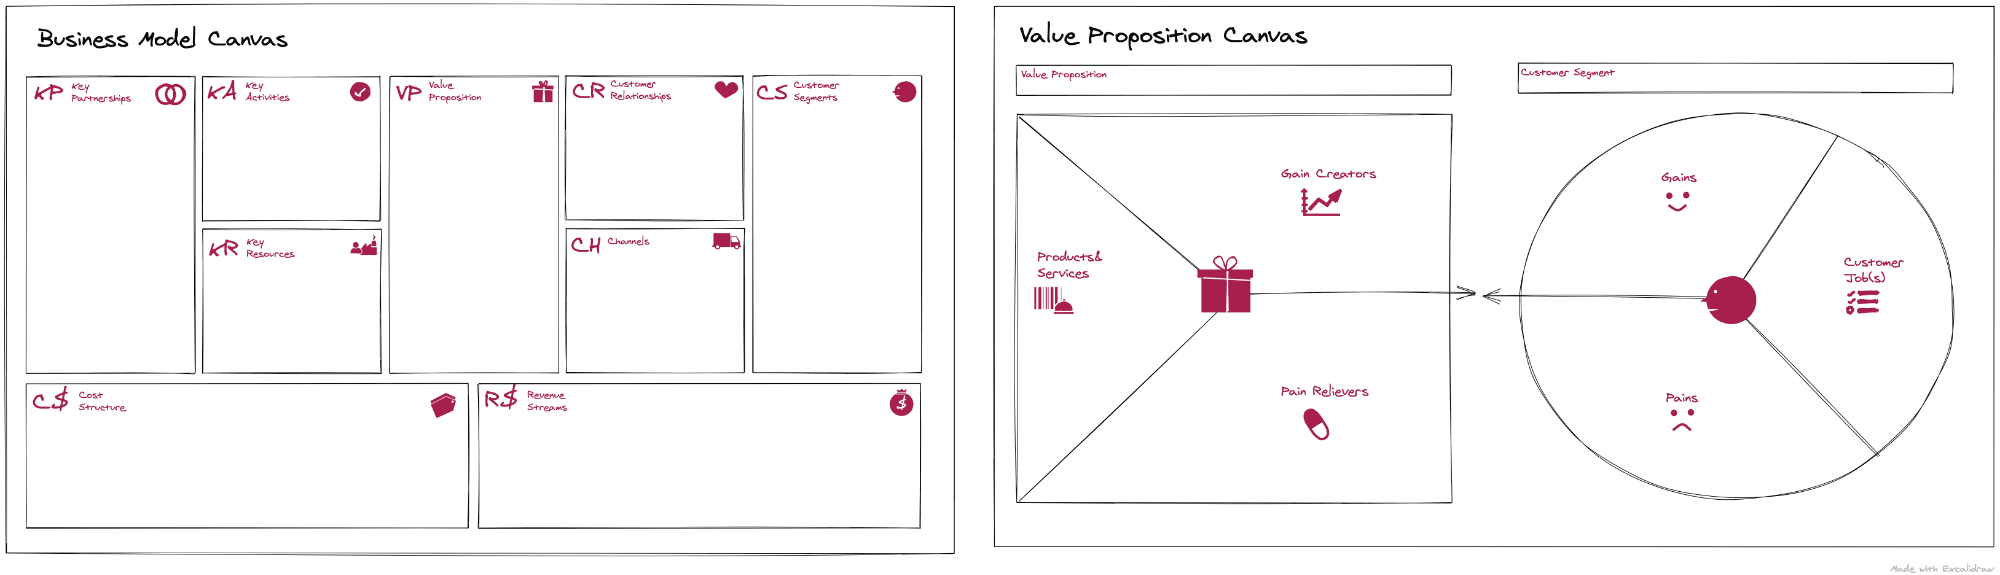 Business Model Canvas
KP
Key
Partnerships
KA
Key
Activities
VP
Value
Proposition
CR
Customer
Relationships
CS
Customer
Segments
KR
Key
Resources
CH
Channels
C$
Cost
Structure
R$
Revenue
Streams
$
Value Proposition Canvas
Value Proposition
Customer Segment
Gain Creators
Products&
Services
Pain Relievers
Gains
Customer
Job(s)
Pains
Made with Excalidraw